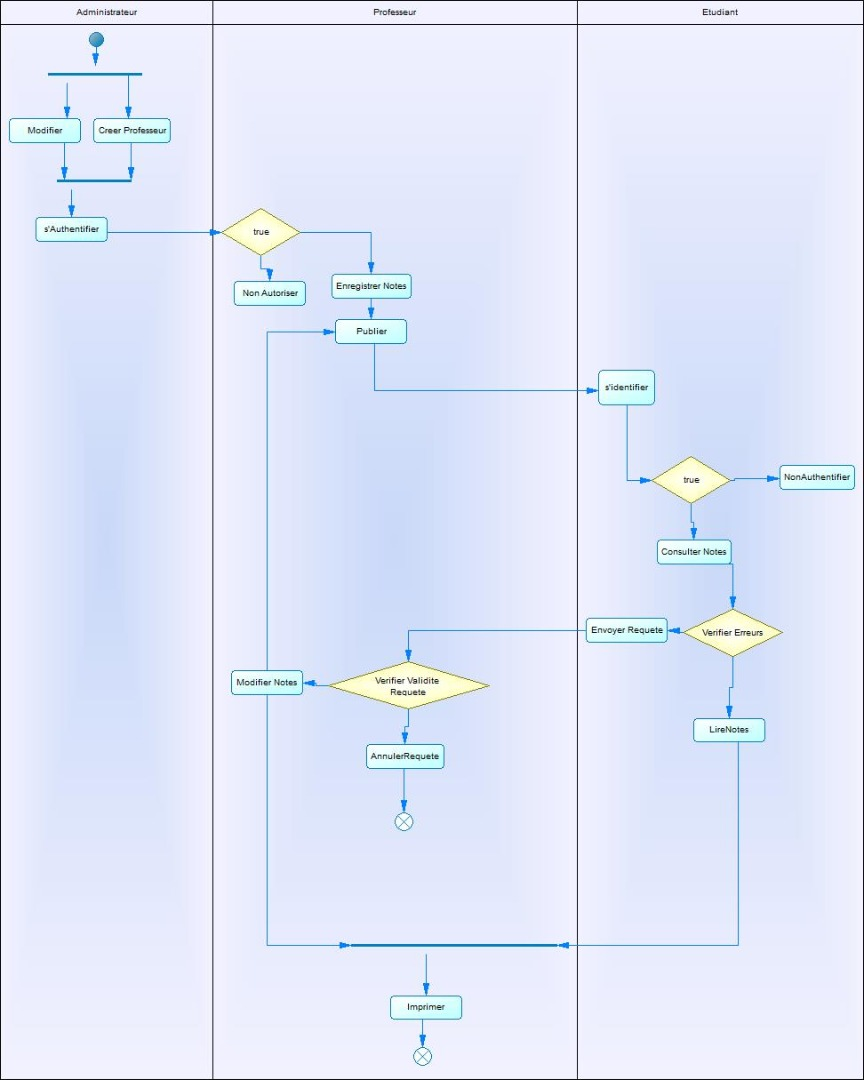 Administrateur
Professeur
Etudiant
Modifier
Creer Professeur
s'Authentifier
true
Non Autoriser
Enregistrer Notes
Publier
s'identifier
true
NonAuthentifier
Consulter Notes
Envoyer Requete
Verifier Erreurs
Modifier Notes
Verifier Validite
Requete
LireNotes
AnnulerRequete
Imprimer